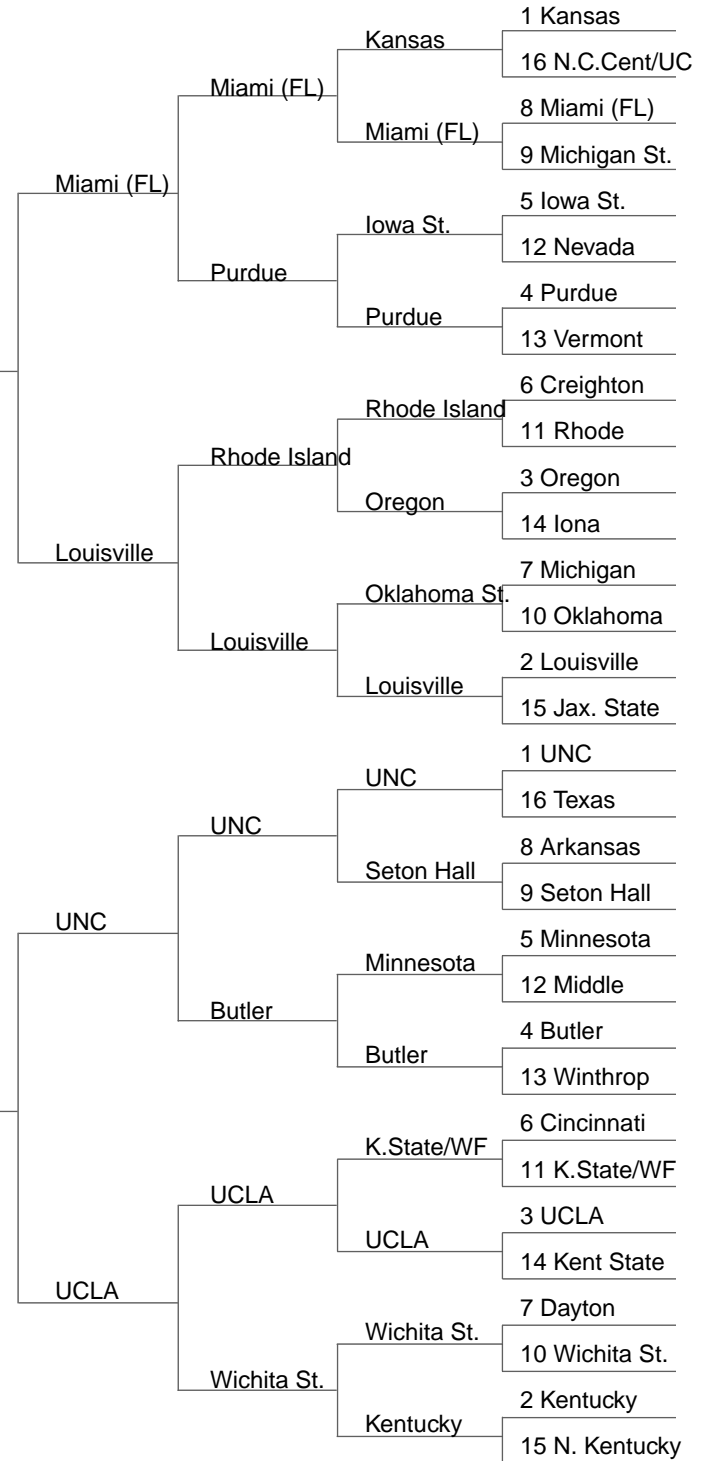 1 Kansas
Kansas
16 N.C.Cent/UC
Miami (FL)
8 Miami (FL)
Miami (FL)
9 Michigan St.
Miami (FL)
5 Iowa St.
Iowa St.
12 Nevada
Purdue
4 Purdue
Purdue
13 Vermont
6 Creighton
Rhode Island
11 Rhode
Rhode Island
3 Oregon
Oregon
14 Iona
Louisville
7 Michigan
Oklahoma St.
10 Oklahoma
Louisville
2 Louisville
Louisville
15 Jax. State
1 UNC
UNC
16 Texas
UNC
8 Arkansas
Seton Hall
9 Seton Hall
UNC
5 Minnesota
Minnesota
12 Middle
Butler
4 Butler
Butler
13 Winthrop
6 Cincinnati
K.State/WF
11 K.State/WF
UCLA
3 UCLA
UCLA
14 Kent State
UCLA
7 Dayton
Wichita St.
10 Wichita St.
Wichita St.
2 Kentucky
Kentucky
15 N. Kentucky